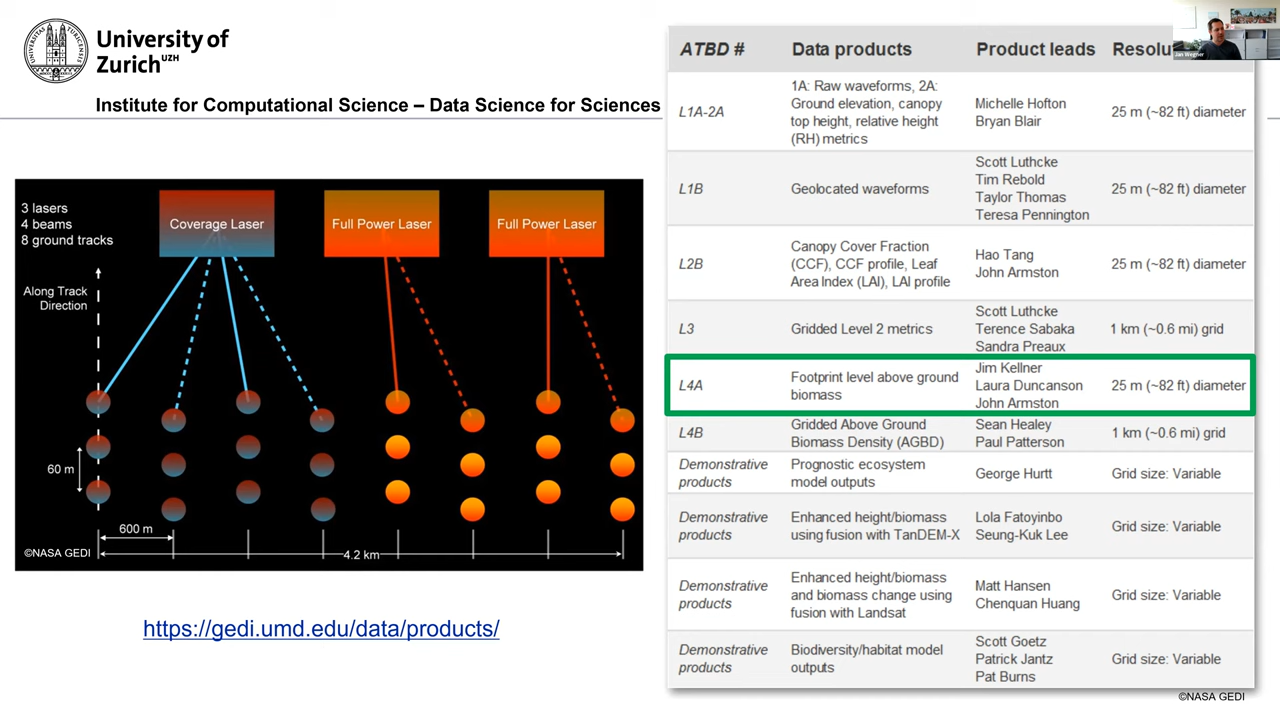 University of
Zurich UZH
Institute for Computational Science – Data Science for Sciences
3 lasers
4 beams
8 ground tracks
Coverage Laser
Full Power Laser
Full Power Laser
Along Track
Direction
60 m
600 m
4.2 km
©NASA GEDI
https://gedi.umd.edu/data/products/
ATBD # Data products Product leads
Jan Wegner
L1A-2A
1A: Raw waveforms, 2A:
Ground elevation, canopy
top height, relative height
(RH) metrics
Michelle Hofton
Bryan Blair
25 m (~82 ft) diameter
L1B
Geolocated waveforms
Scott Luthcke
Tim Rebold
Taylor Thomas
Teresa Pennington
25 m (~82 ft) diameter
L2B
Canopy Cover Fraction
(CCF), CCF profile, Leaf
Area Index (LAI), LAI profile
Hao Tang
John Armston
25 m (~82 ft) diameter
L3
Gridded Level 2 metrics
Scott Luthcke
Terence Sabaka
Sandra Preaux
1 km (~0.6 mi) grid
L4A
Footprint level above ground
biomass
Jim Kellner
Laura Duncanson
John Armston
25 m (~82 ft) diameter
L4B
Gridded Above Ground
Biomass Density (AGBD)
Sean Healey
Paul Patterson
1 km (~0.6 mi) grid
Demonstrative
products
Prognostic ecosystem
model outputs
George Hurtt
Grid size: Variable
Demonstrative
products
Enhanced height/biomass
using fusion with TanDEM-X
Lola Fatoyinbo
Seung-Kuk Lee
Grid size: Variable
Demonstrative
products
Enhanced height/biomass
and biomass change using
fusion with Landsat
Matt Hansen
Chenquan Huang
Grid size: Variable
Demonstrative
products
Biodiversity/habitat model
outputs
Scott Goetz
Patrick Jantz
Pat Burns
Grid size: Variable
©NASA GEDI